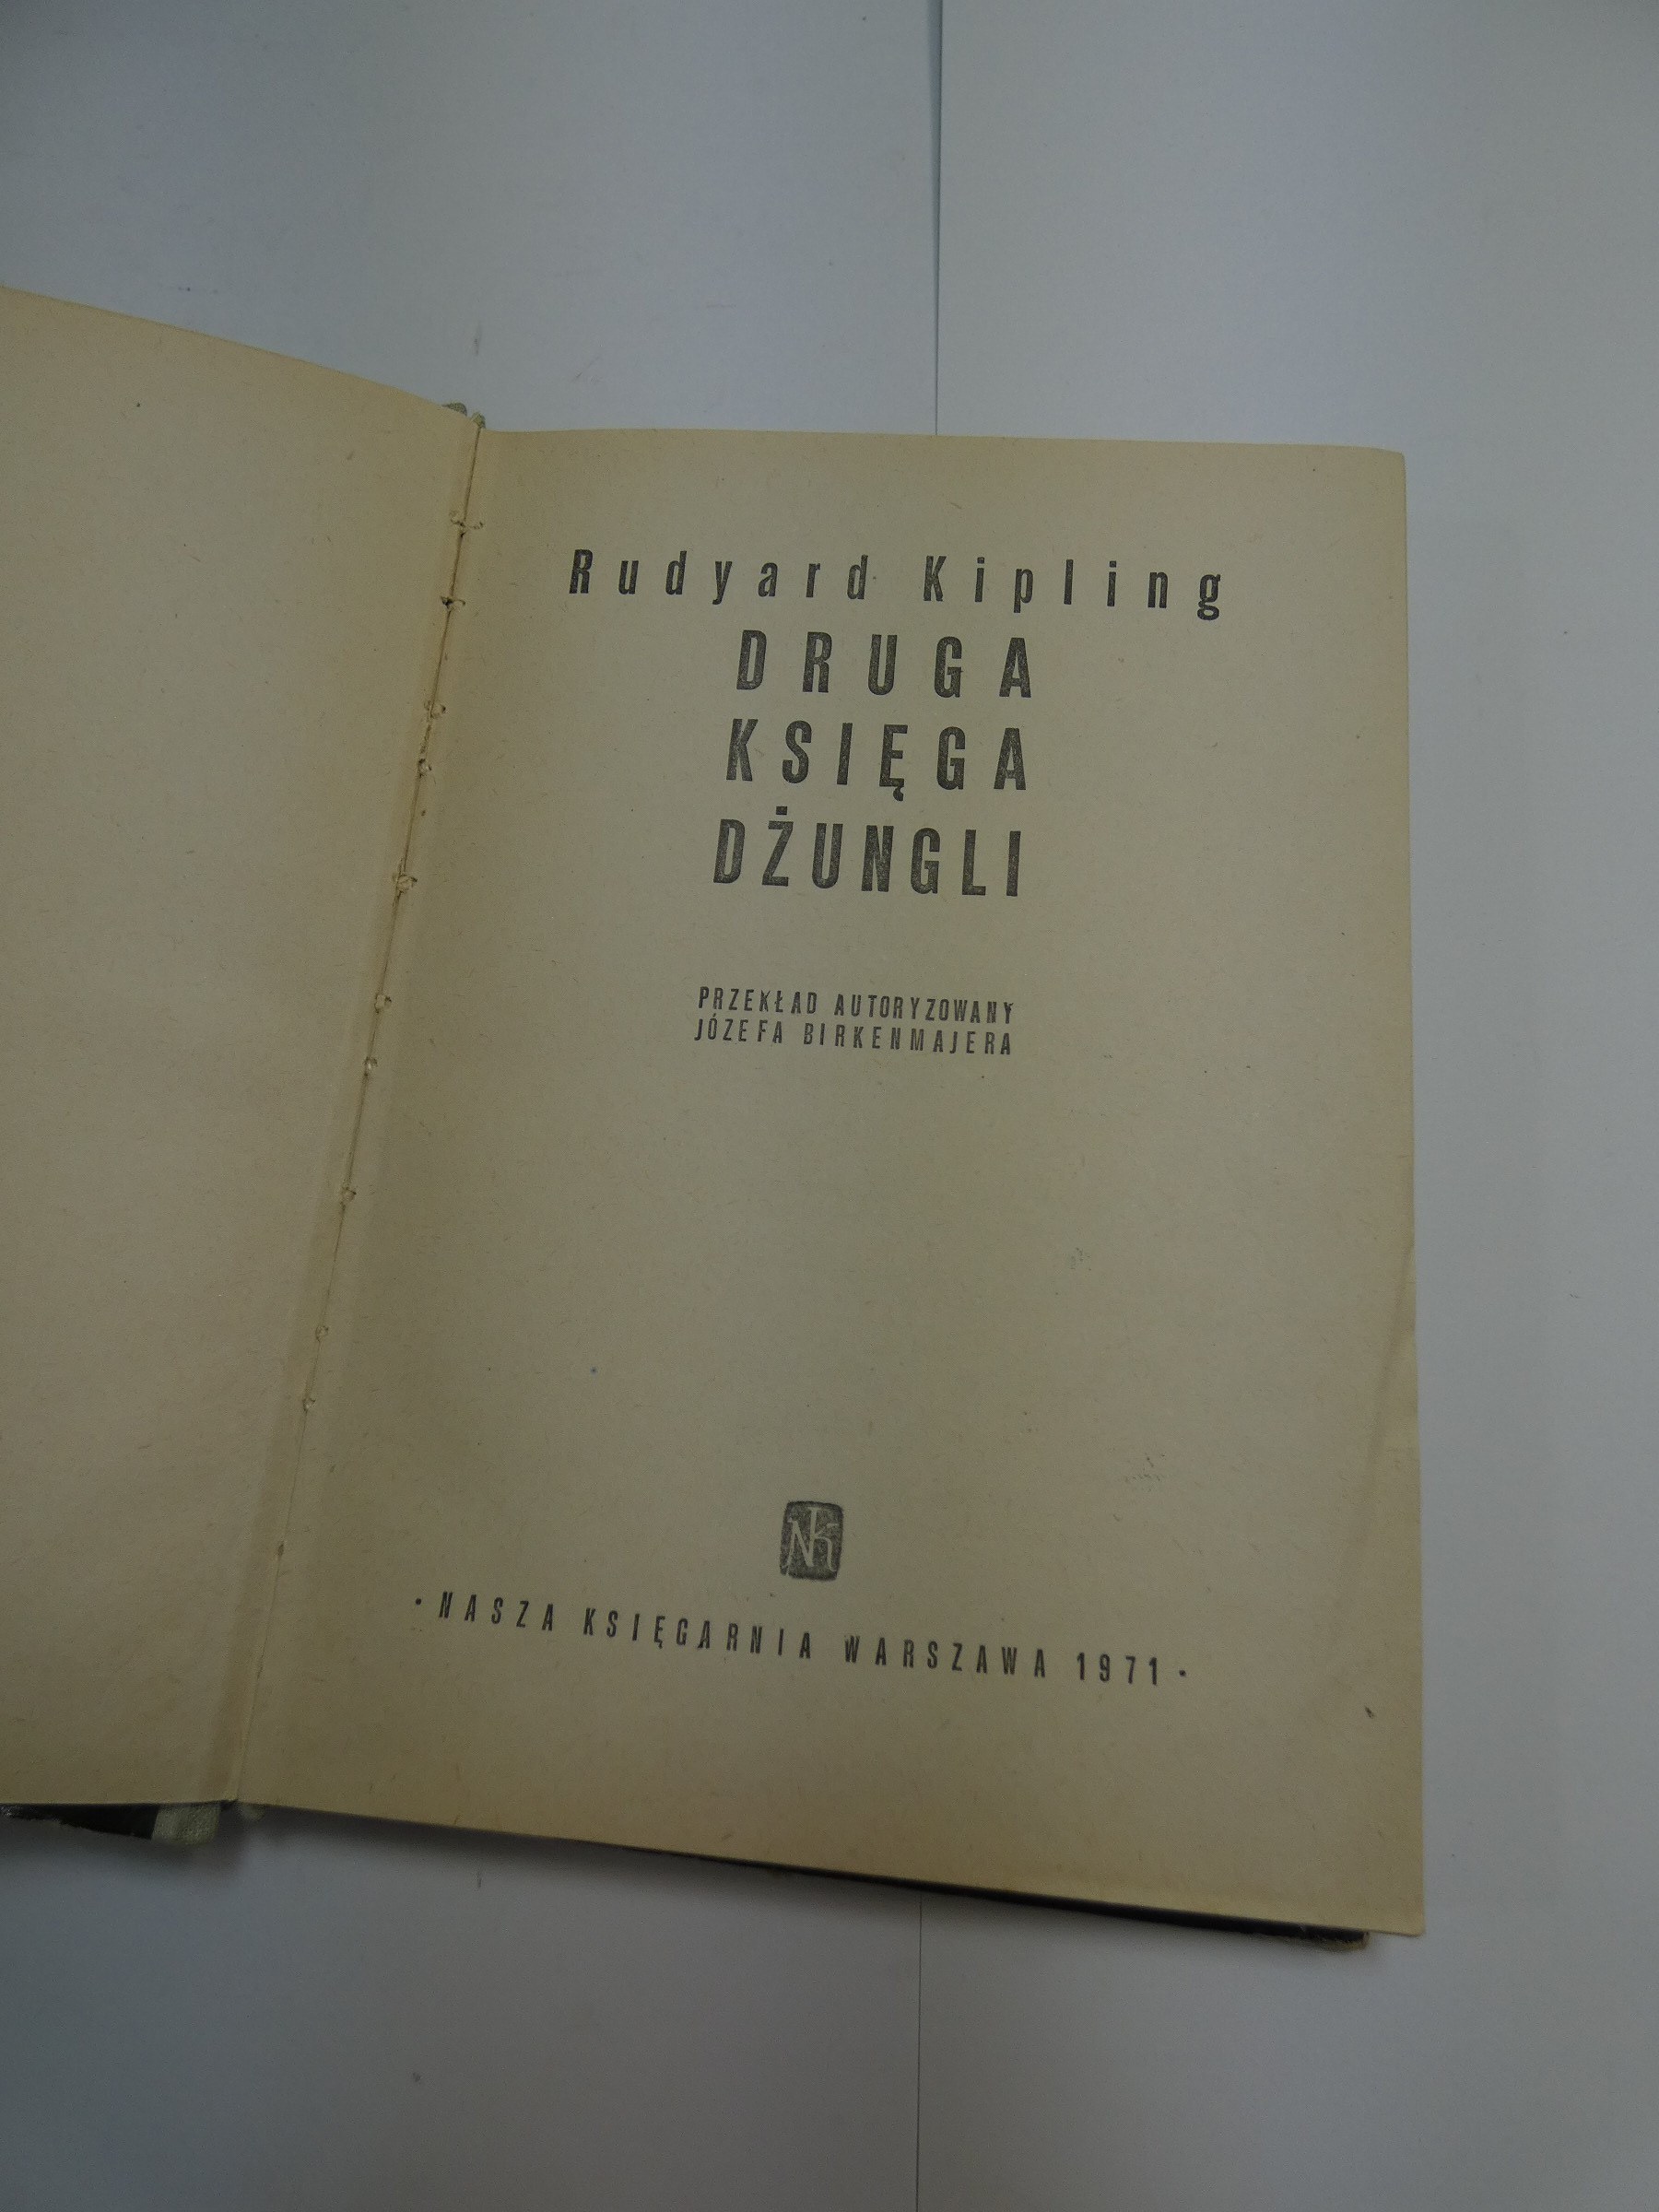 Rudyard Kipling
DRUGA
KSIĘGA
DŻUNGLI
PRZEKŁAD AUTORYZOWANY
JÓZEFA BIRKENMAJERA
NK
· NASZA KSIĘGARNIA WARSZAWA 1971 ·